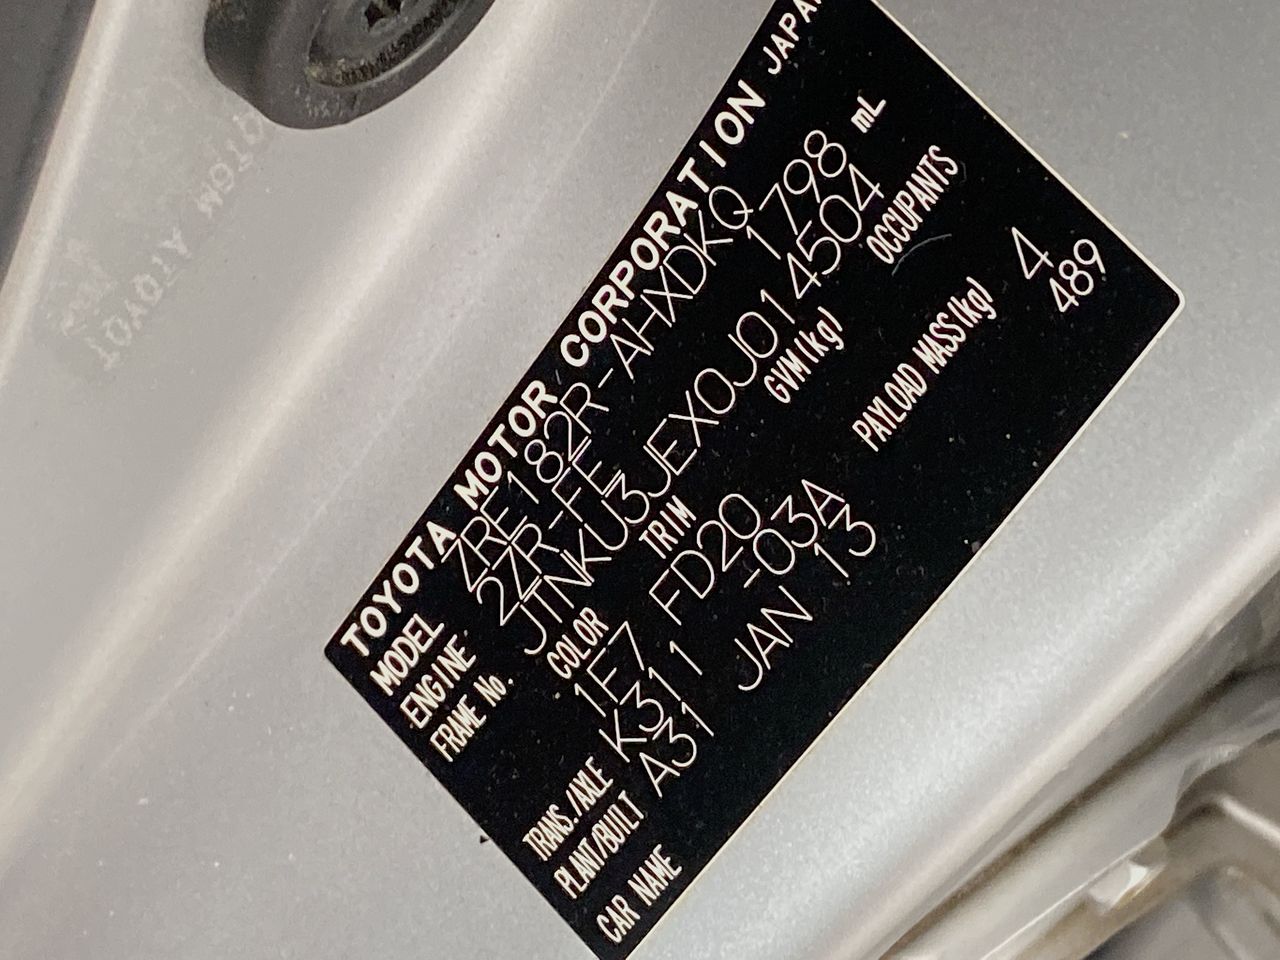 TOYOTA MOTOR CORPORATION JAPAN
MODEL ZRE182R-AHXDKQ
ENGINE 2ZR-FE 1798 mL
FRAME No. JTNKU3JEX0J014504
COLOR TRIM GVM(kg) OCCUPANTS
1F7 FD20 4
TRANS./AXLE K311 -03A PAYLOAD MASS(kg) 489
PLANT/BUILT A31 JAN 13
CAR NAME